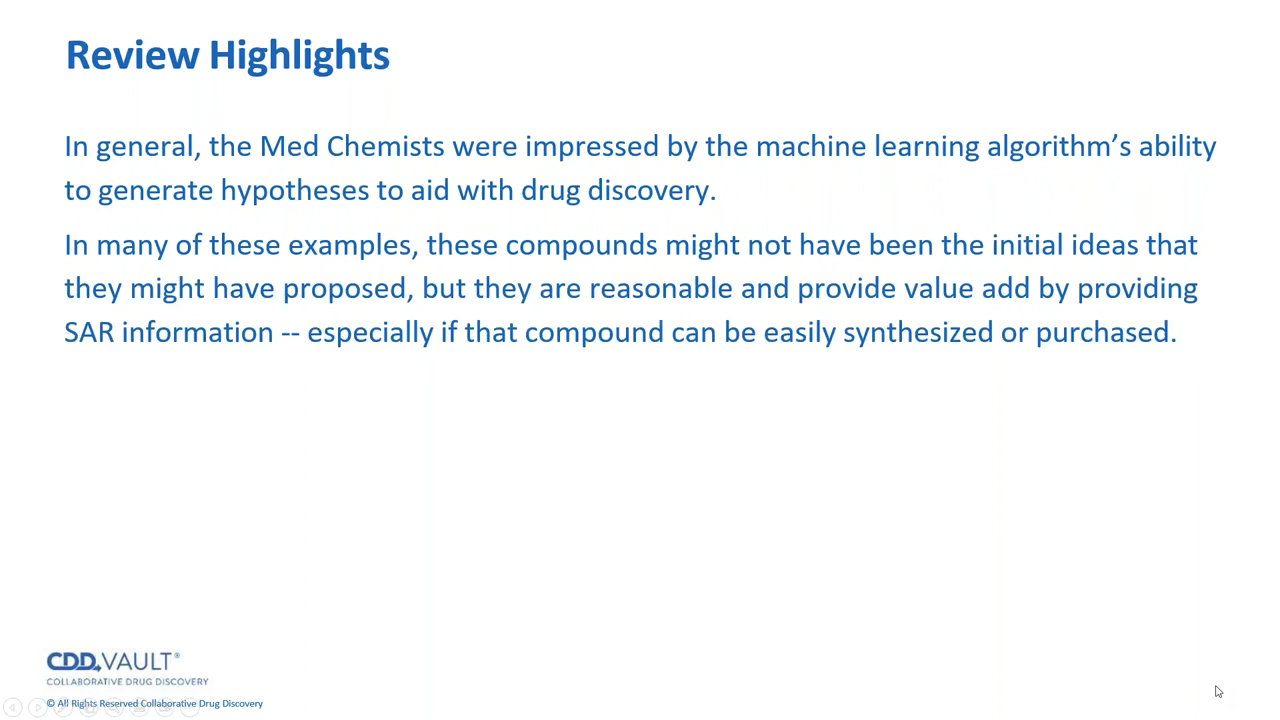 Review Highlights
In general, the Med Chemists were impressed by the machine learning algorithm’s ability
to generate hypotheses to aid with drug discovery.
In many of these examples, these compounds might not have been the initial ideas that
they might have proposed, but they are reasonable and provide value add by providing
SAR information -- especially if that compound can be easily synthesized or purchased.
CDD VAULT®
COLLABORATIVE DRUG DISCOVERY
© All Rights Reserved Collaborative Drug Discovery